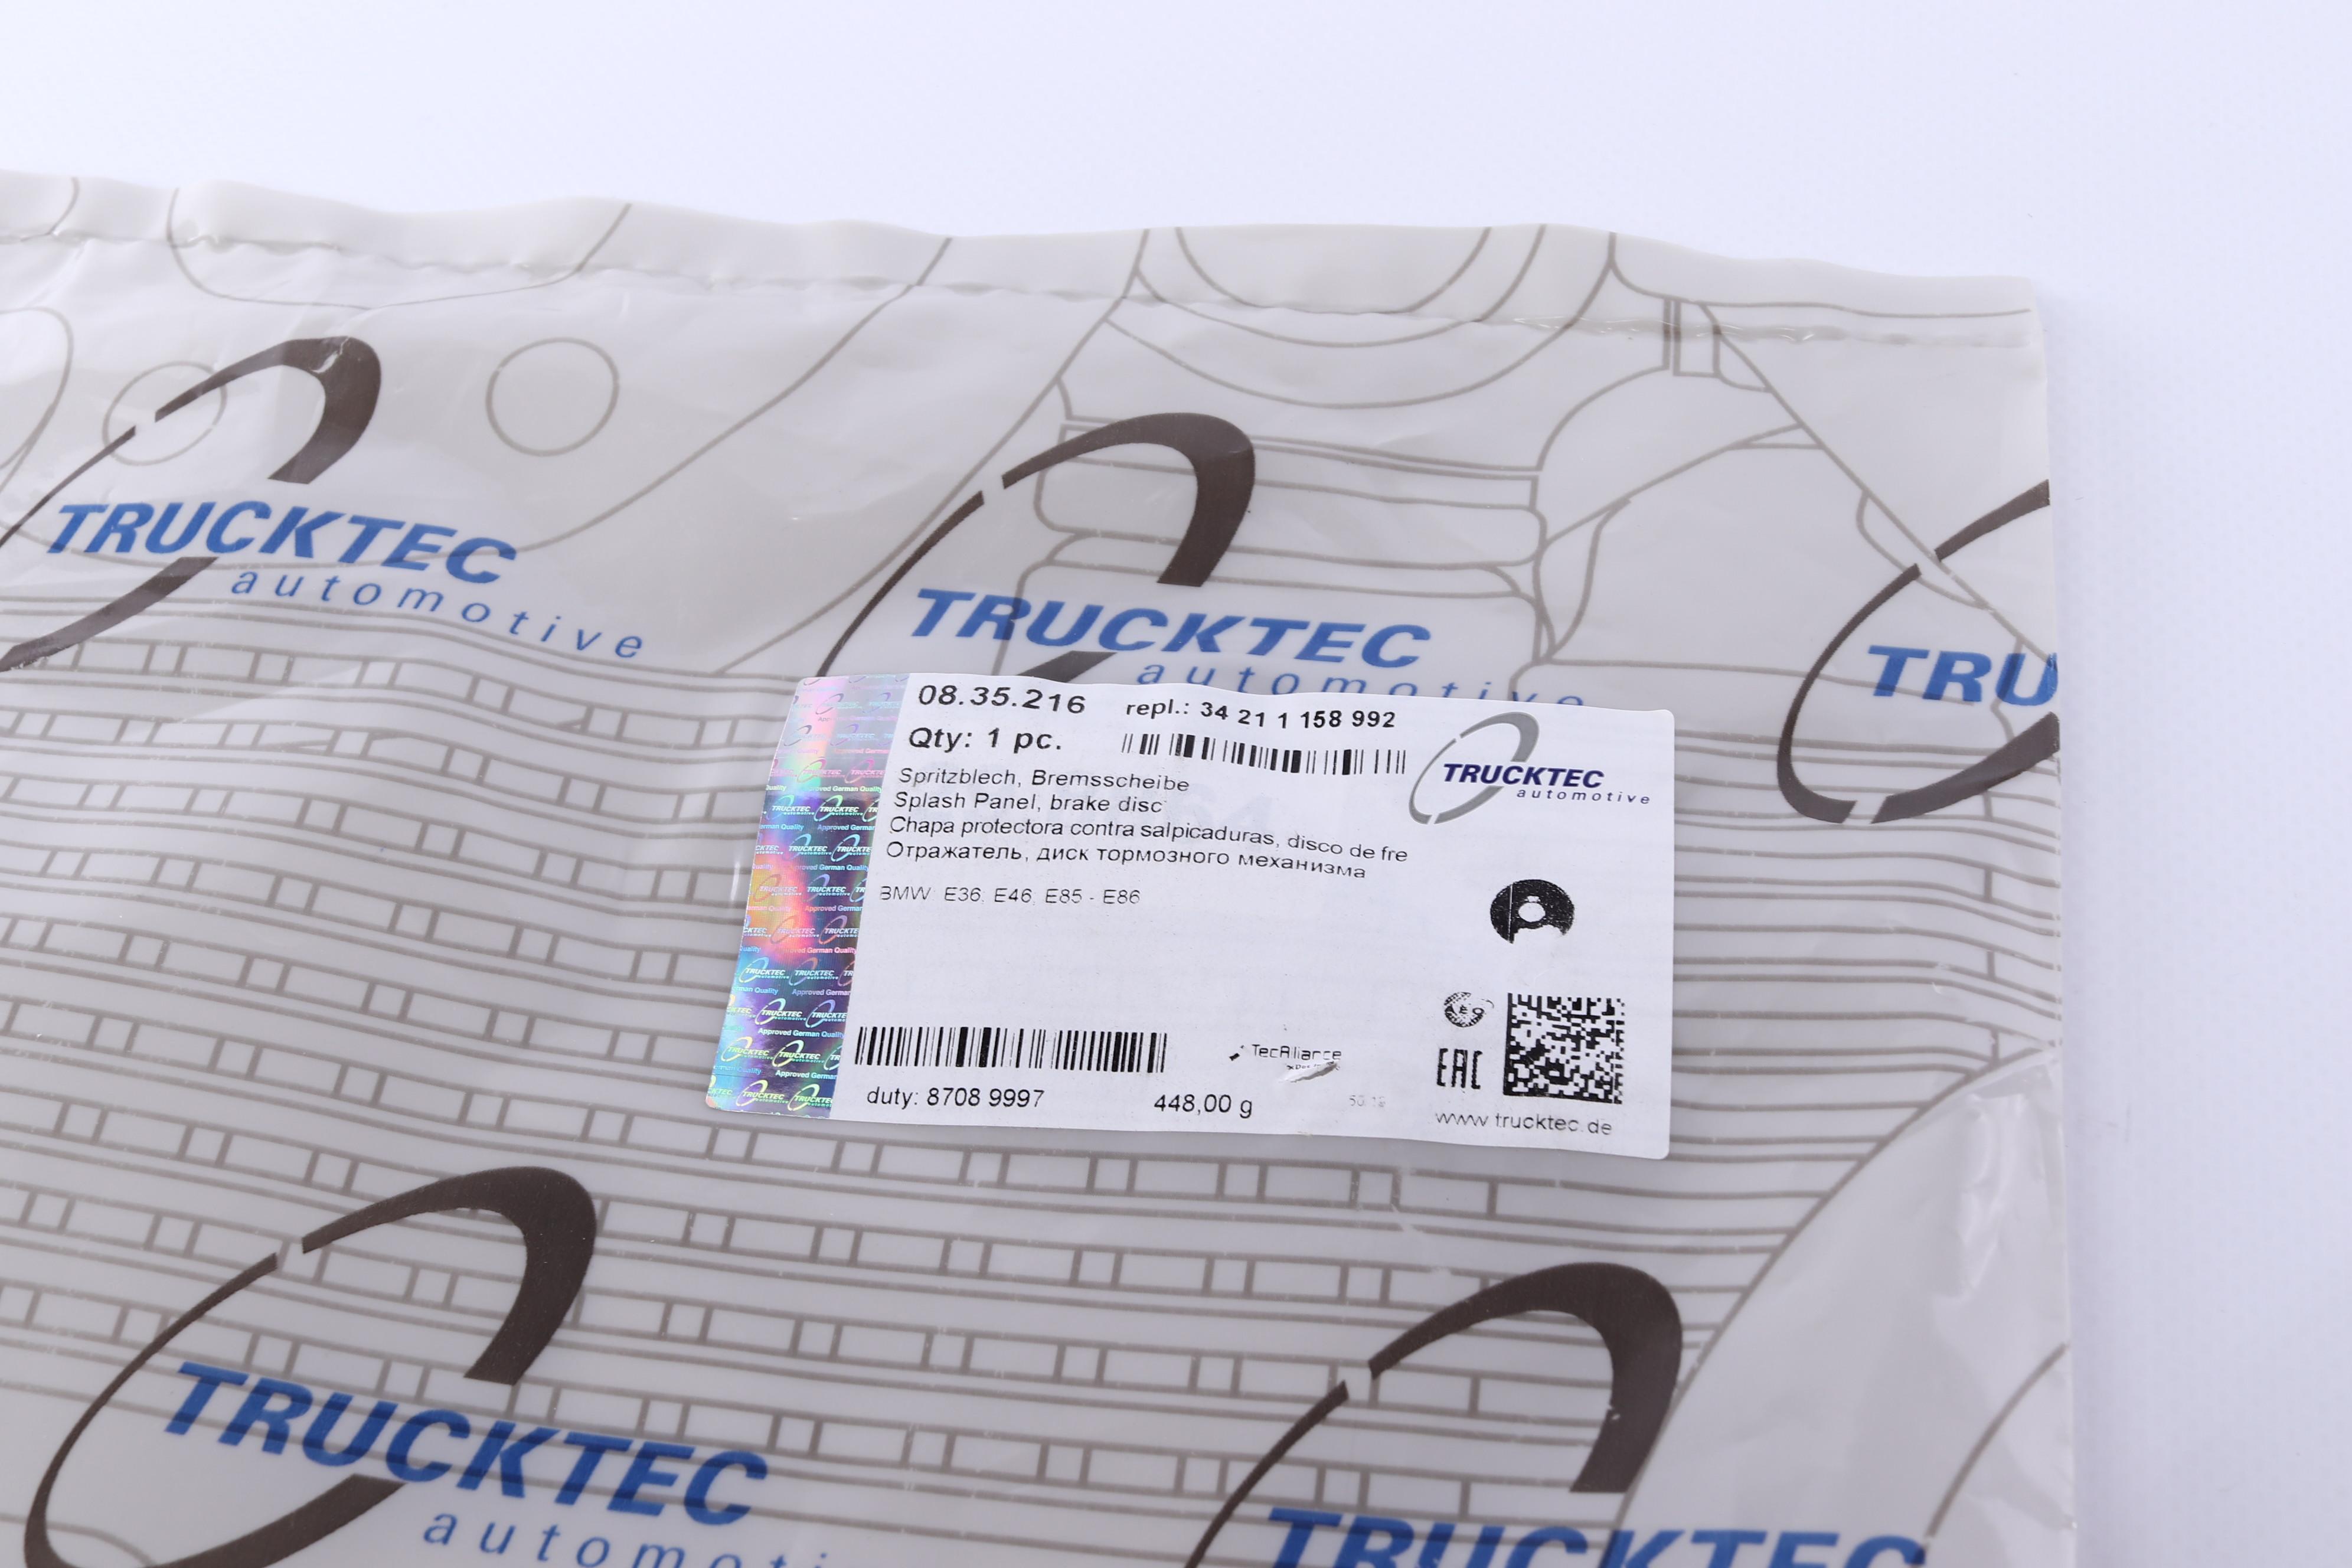 TRUCKTEC
automotive
TRUCKTEC
automotive
TRU
08.35.216
repl.: 34 21 1 158 992
Qty: 1 pc.
TRUCKTEC
automotive
Spritzblech, Bremsscheibe
Splash Panel, brake disc
Chapa protectora contra salpicaduras, disco de fre
Отражатель, диск тормозного механизма
BMW E36, E46, E85 - E86
TecAlliance
EAC
duty: 8708 9997
448,00 g
www.trucktec.de
TRUCKTEC
automoti
TRUCKTEC